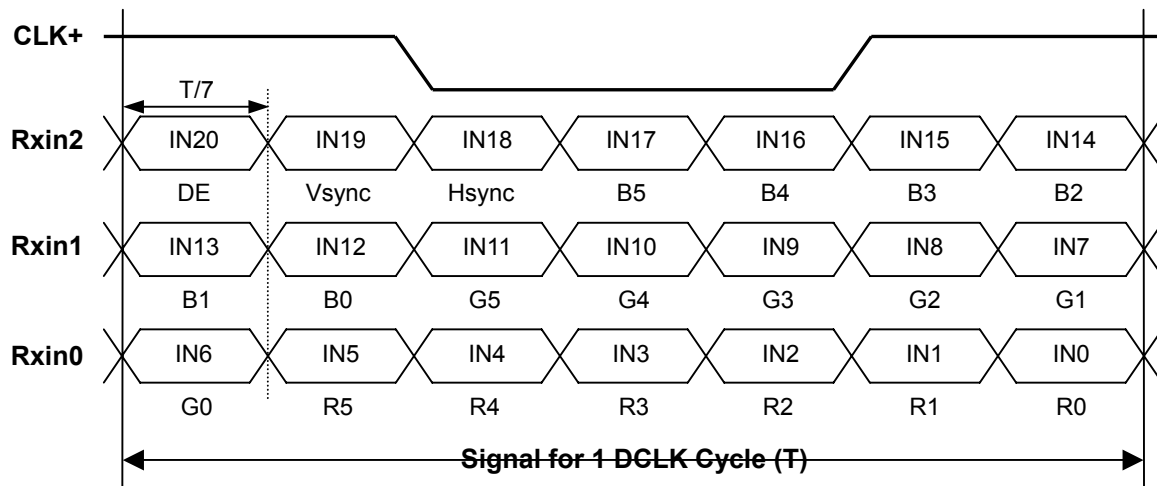 CLK+
T/7
Rxin2 IN20 IN19 IN18 IN17 IN16 IN15 IN14
DE Vsync Hsync B5 B4 B3 B2
Rxin1 IN13 IN12 IN11 IN10 IN9 IN8 IN7
B1 B0 G5 G4 G3 G2 G1
Rxin0 IN6 IN5 IN4 IN3 IN2 IN1 IN0
G0 R5 R4 R3 R2 R1 R0
Signal for 1 DCLK Cycle (T)